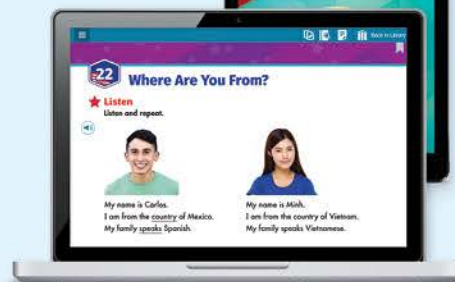 Back to Library
22
Where Are You From?
Listen
Listen and repeat.
My name is Carlos.
I am from the country of Mexico.
My family speaks Spanish.
My name is Minh.
I am from the country of Vietnam.
My family speaks Vietnamese.